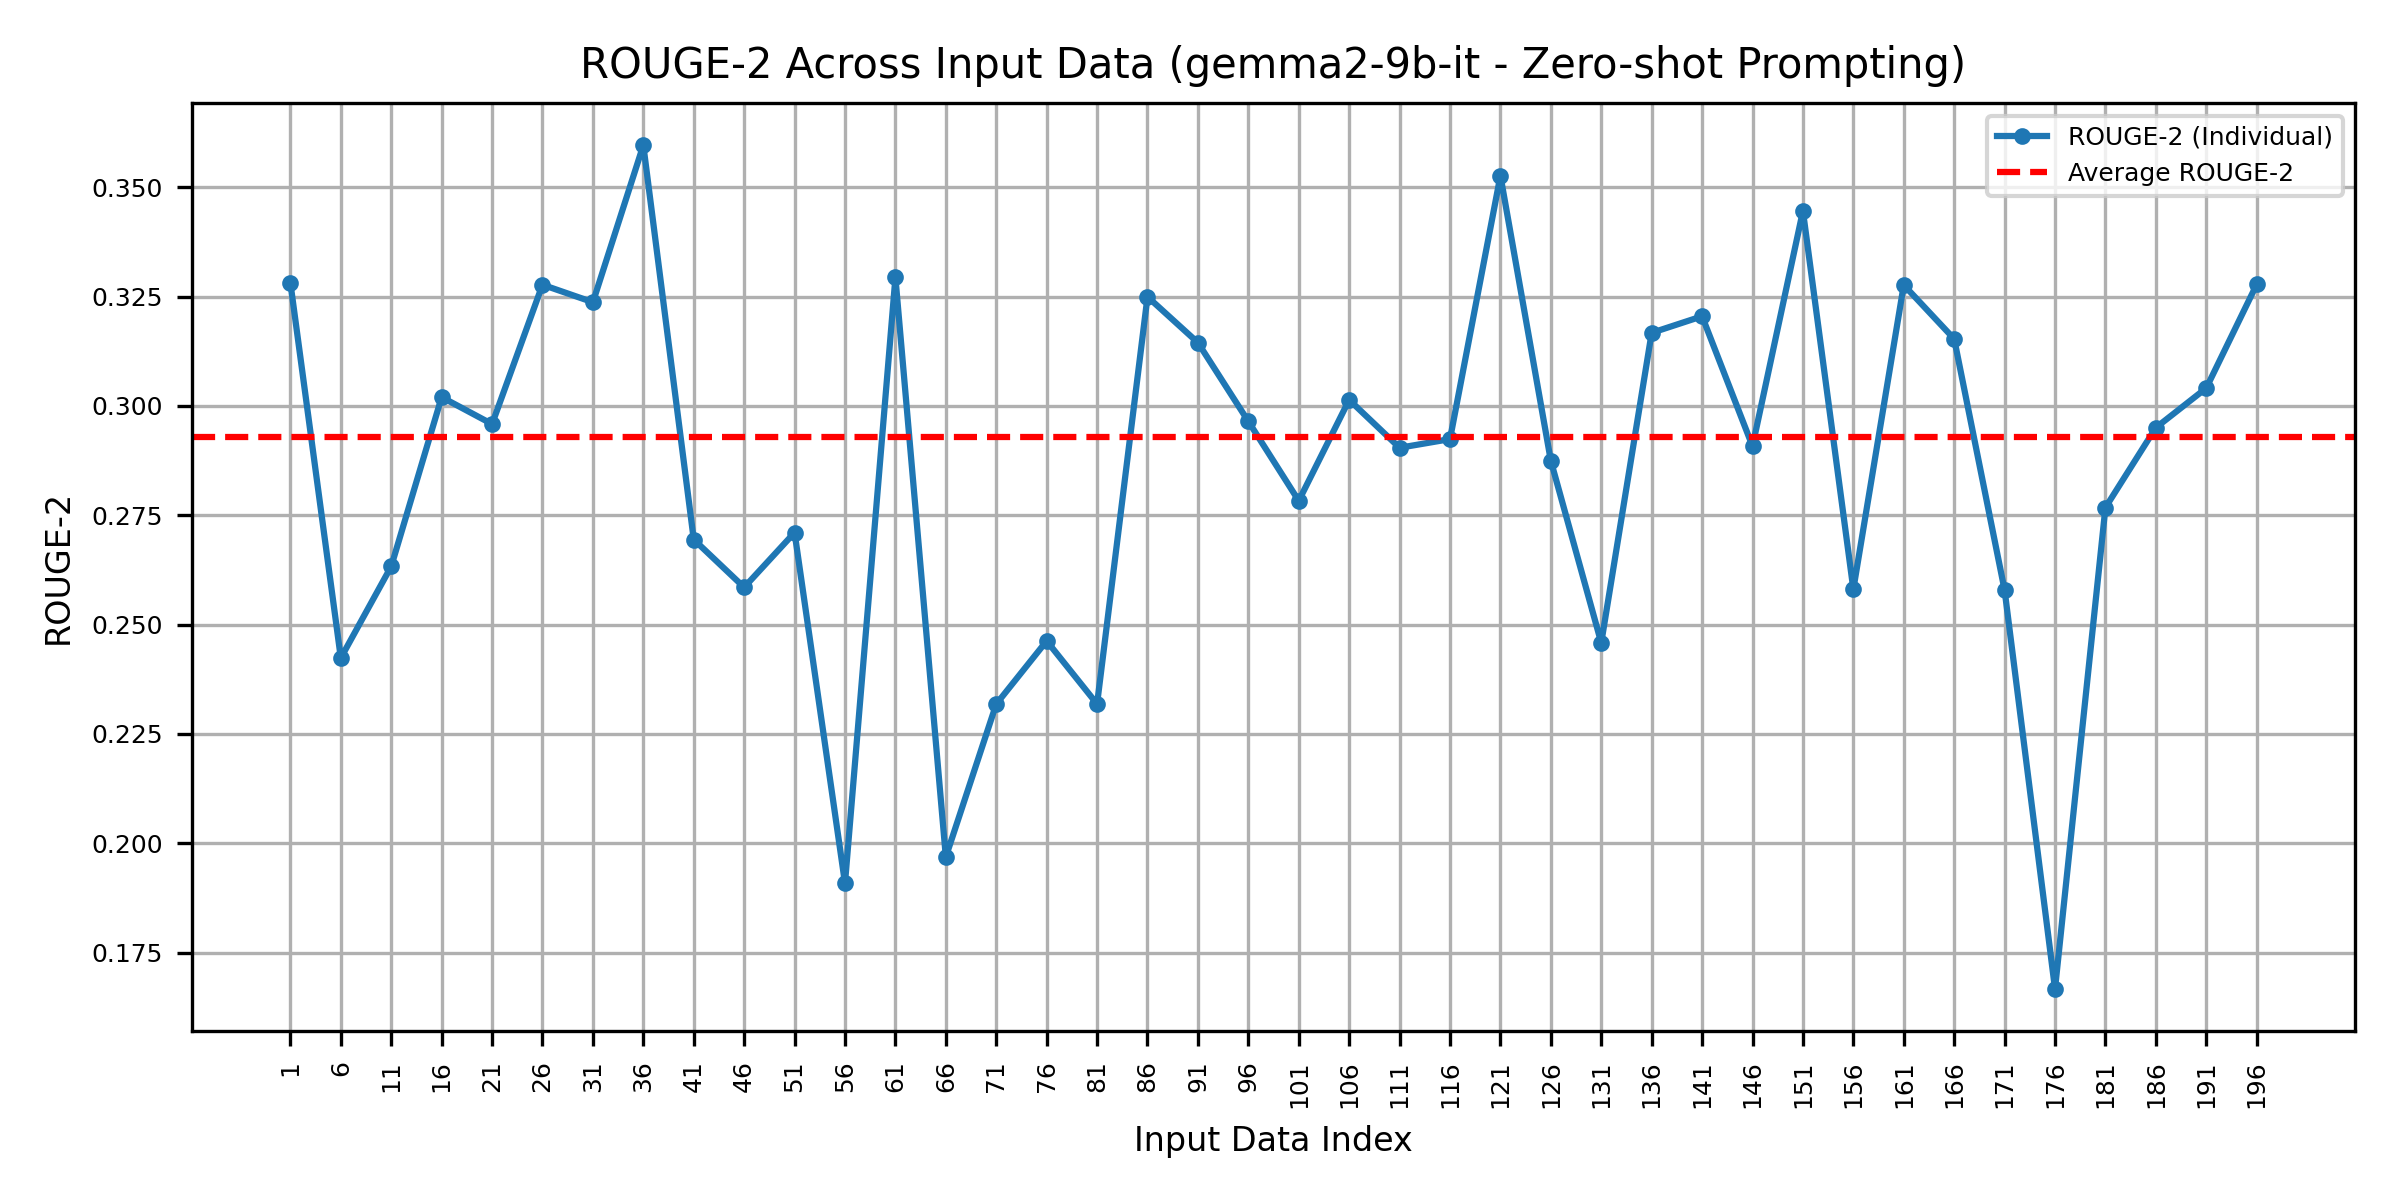 ROUGE-2 Across Input Data (gemma2-9b-it - Zero-shot Prompting)
ROUGE-2 (Individual)
Average ROUGE-2
0.350
0.325
0.300
0.275
0.250
0.225
0.200
0.175
ROUGE-2
1 6 11 16 21 26 31 36 41 46 51 56 61 66 71 76 81 86 91 96 101 106 111 116 121 126 131 136 141 146 151 156 161 166 171 176 181 186 191 196
Input Data Index